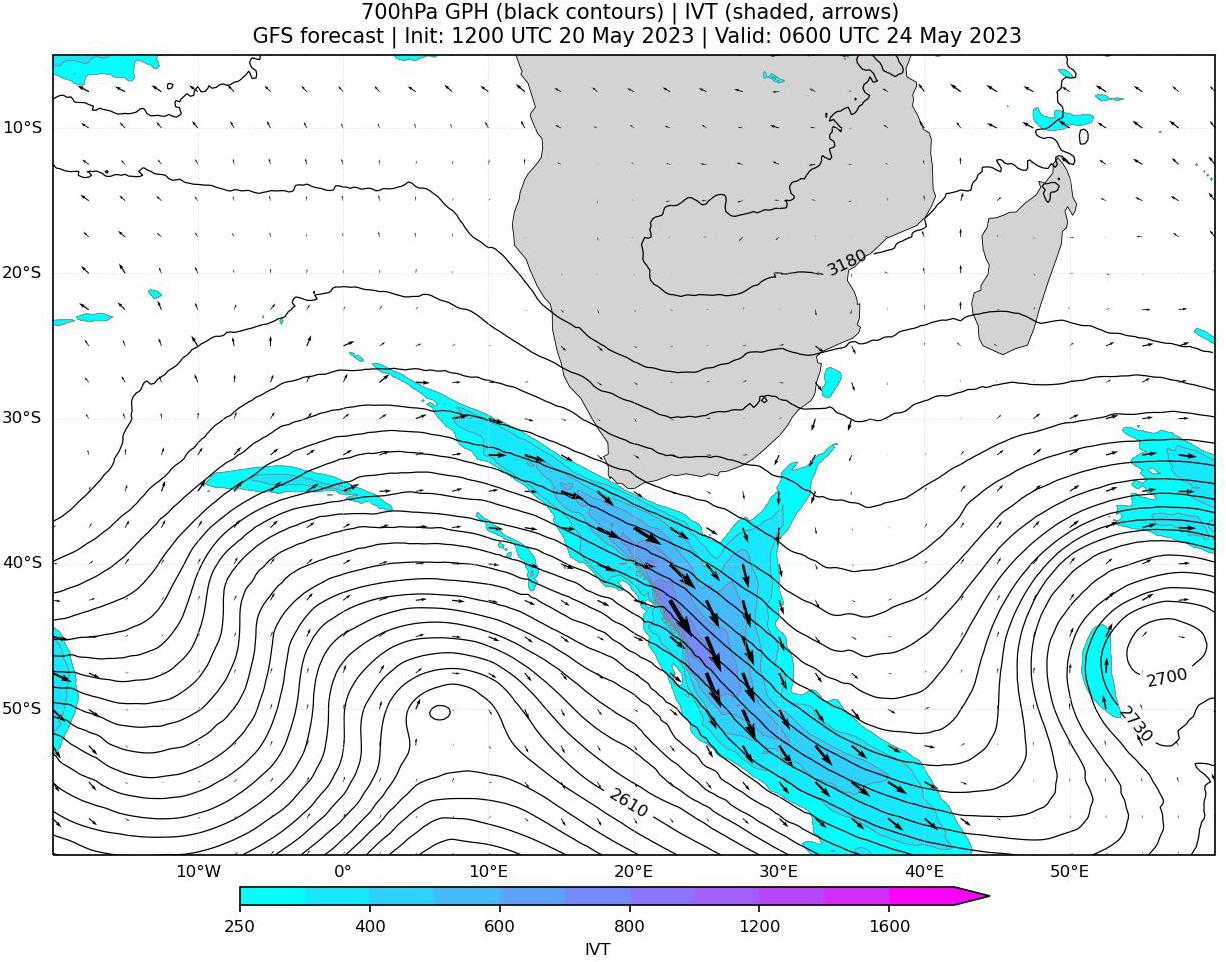 700hPa GPH (black contours) | IVT (shaded, arrows)
GFS forecast | Init: 1200 UTC 20 May 2023 | Valid: 0600 UTC 24 May 2023
10°S
20°S
3180
30°S
40°S
2700
50°S
2730
2610
10°W 0° 10°E 20°E 30°E 40°E 50°E
250 400 600 800 1200 1600
IVT